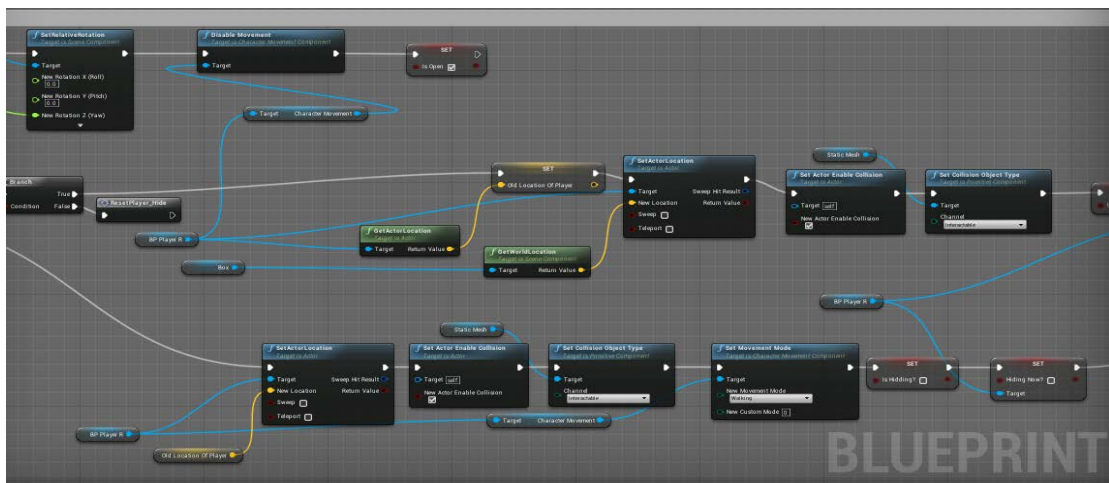 SetRelativeRotation
Target is Scene Component
Target
New Rotation X (Roll)
0.0
New Rotation Y (Pitch)
0.0
New Rotation Z (Yaw)
Disable Movement
Target is Character Movement Component
Target
SET
Is Open
Target Character Movement
Branch
True
Condition False
ResetPlayer_Hide
SET
Old Location Of Player
SetActorLocation
Target is Actor
Target Sweep Hit Result
New Location Return Value
Sweep
Teleport
Static Mesh
Set Actor Enable Collision
Target is Actor
Target self
New Actor Enable Collision
Set Collision Object Type
Target is Primitive Component
Target
Channel
Interactable
BP Player R
GetActorLocation
Target is Actor
Target Return Value
Box
GetWorldLocation
Target is Scene Component
Target Return Value
BP Player R
Static Mesh
SetActorLocation
Target is Actor
Target Sweep Hit Result
New Location Return Value
Sweep
Teleport
Set Actor Enable Collision
Target is Actor
Target self
New Actor Enable Collision
Set Collision Object Type
Target is Primitive Component
Target
Channel
Interactable
Set Movement Mode
Target is Character Movement Component
Target
New Movement Mode
Walking
New Custom Mode 0
SET
Is Hidding?
SET
Hiding Now?
Target
Target Character Movement
BP Player R
Old Location Of Player
BLUEPRINT